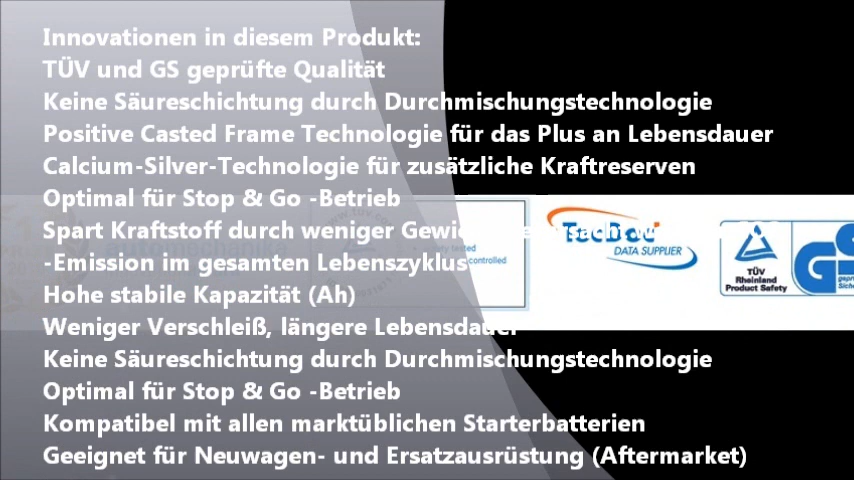 Innovationen in diesem Produkt:
TÜV und GS geprüfte Qualität
Keine Säureschichtung durch Durchmischungstechnologie
Positive Casted Frame Technologie für das Plus an Lebensdauer
Calcium-Silver-Technologie für zusätzliche Kraftreserven
Optimal für Stop & Go -Betrieb
Spart Kraftstoff durch weniger
-Emission im gesamten Lebenszyklus
Hohe stabile Kapazität (Ah)
Weniger Verschleiß, längere Lebensdauer
Keine Säureschichtung durch Durchmischungstechnologie
Optimal für Stop & Go -Betrieb
Kompatibel mit allen marktüblichen Starterbatterien
Geeignet für Neuwagen- und Ersatzausrüstung (Aftermarket)
automechanika
controlled
DATA SUPPLIER
TÜV
Rheinland
Product Safety
GS